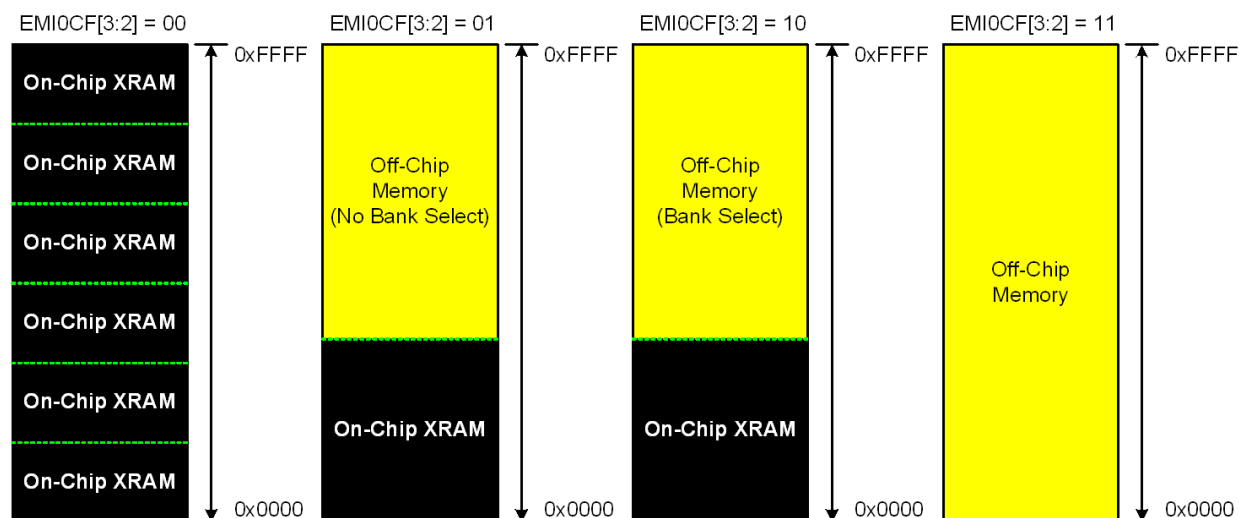 EMI0CF[3:2] = 00
On-Chip XRAM
On-Chip XRAM
On-Chip XRAM
On-Chip XRAM
On-Chip XRAM
On-Chip XRAM
0xFFFF
0x0000
EMI0CF[3:2] = 01
Off-Chip
Memory
(No Bank Select)
On-Chip XRAM
0xFFFF
0x0000
EMI0CF[3:2] = 10
Off-Chip
Memory
(Bank Select)
On-Chip XRAM
0xFFFF
0x0000
EMI0CF[3:2] = 11
Off-Chip
Memory
0xFFFF
0x0000